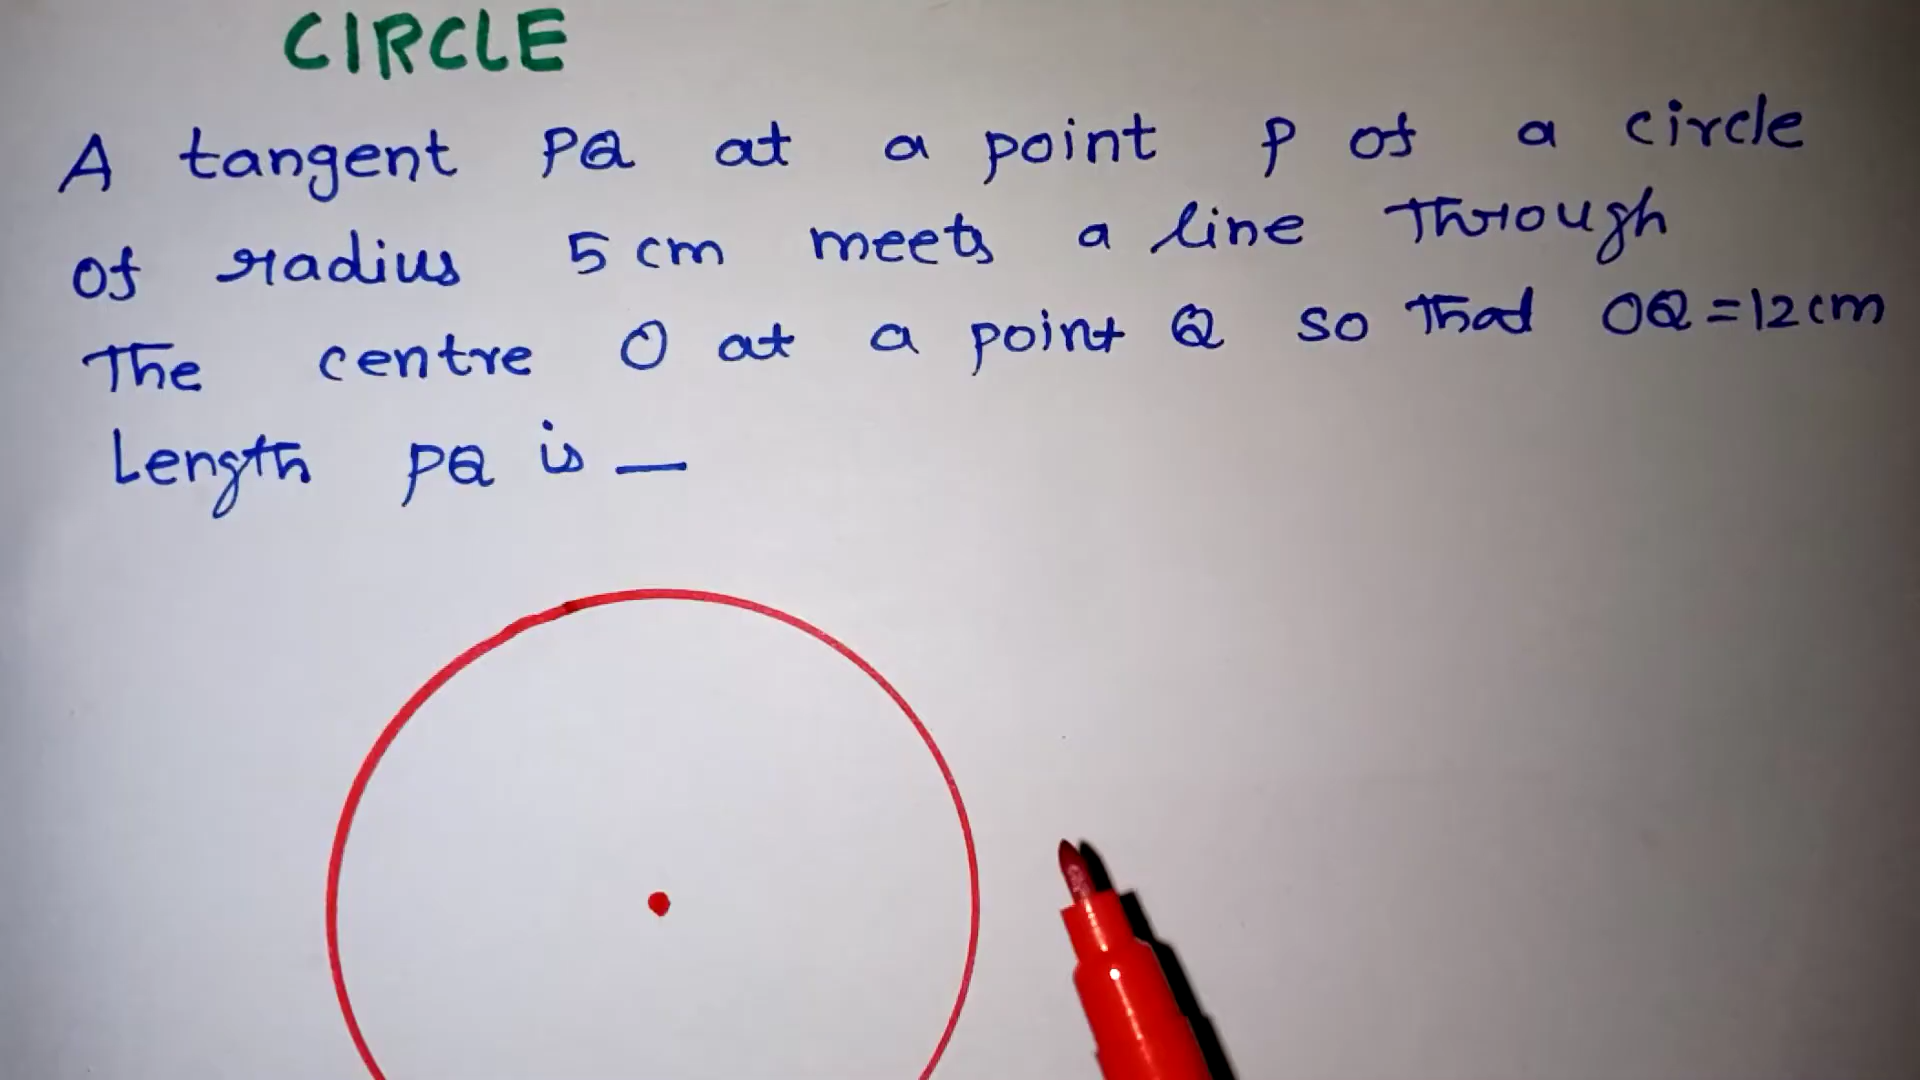 CIRCLE
A tangent PQ at a point P of a circle
of radius 5 cm meets a line Through
The centre O at a point Q so That OQ = 12 cm
Length PQ is —